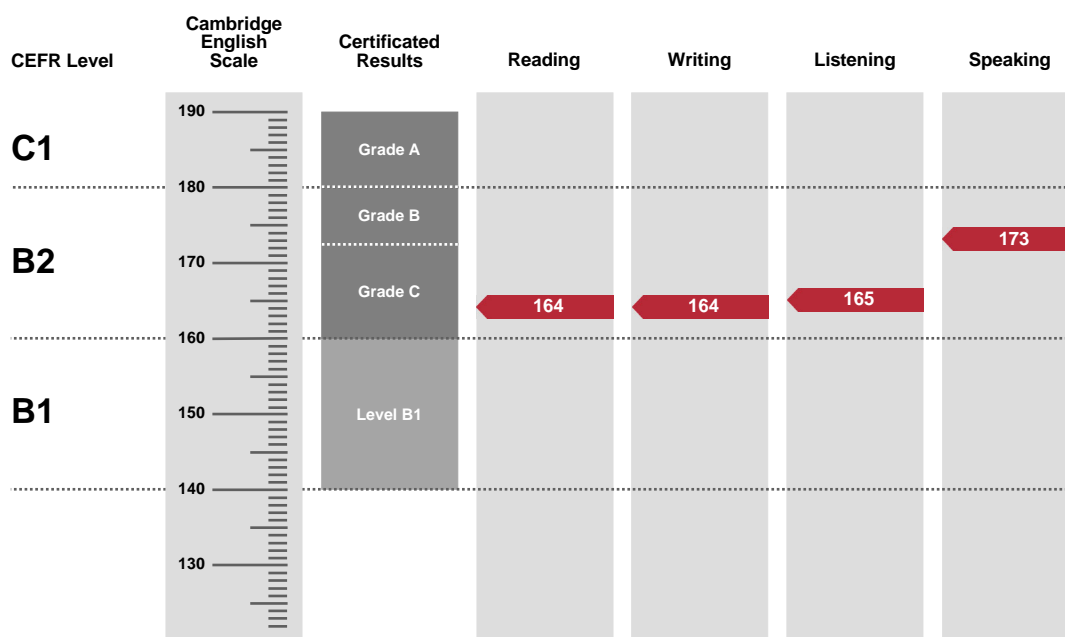 CEFR Level
Cambridge
English
Scale
Certificated
Results
Reading
Writing
Listening
Speaking
190
C1
Grade A
180
Grade B
173
B2
170
Grade C
164
164
165
160
B1
150
Level B1
140
130